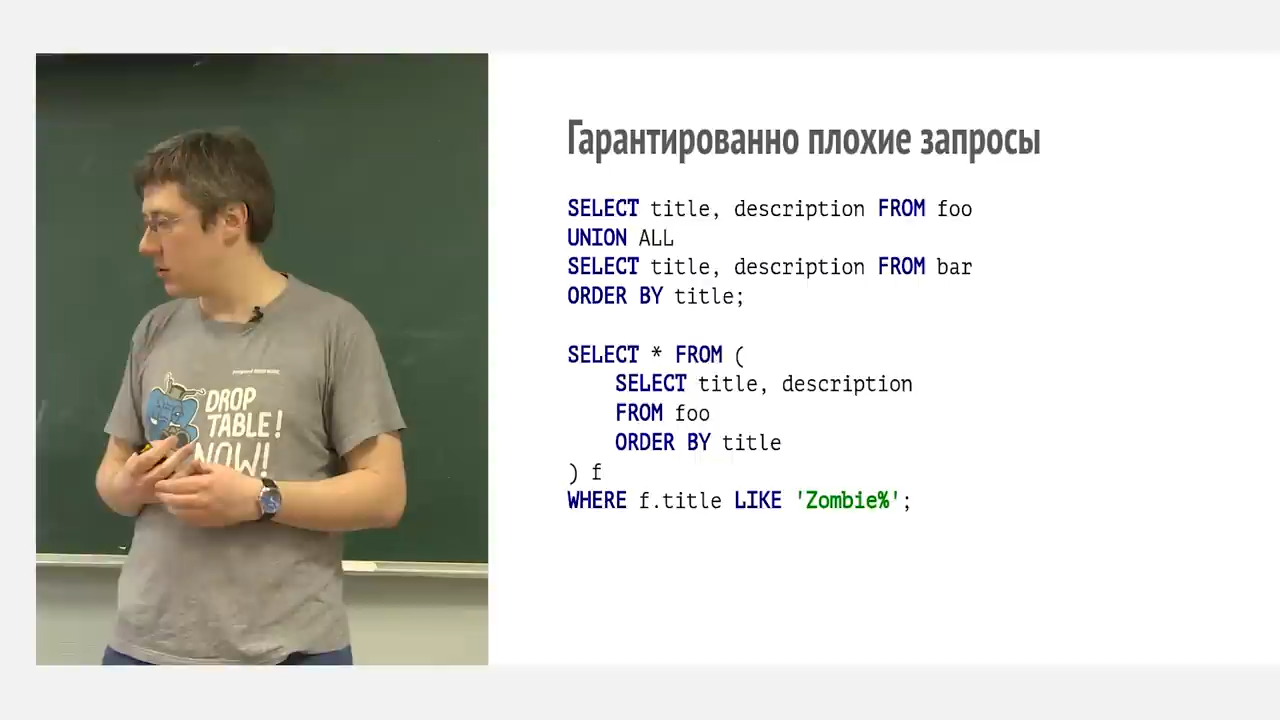 DROP
TABLE!
NOW!
Гарантированно плохие запросы
SELECT title, description FROM foo
UNION ALL
SELECT title, description FROM bar
ORDER BY title;
SELECT * FROM (
SELECT title, description
FROM foo
ORDER BY title
) f
WHERE f.title LIKE 'Zombie%';